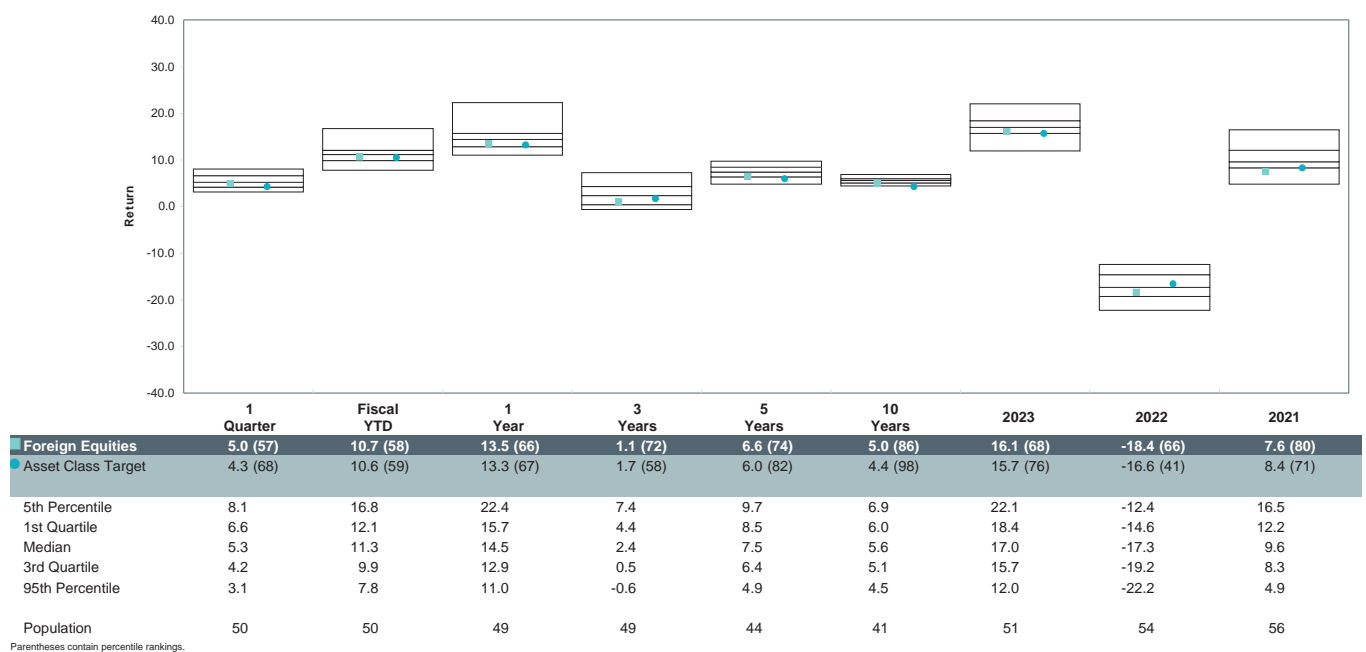 40.0
30.0
20.0
10.0
0.0
-10.0
-20.0
-30.0
-40.0
Return
1 Quarter Fiscal YTD 1 Year 3 Years 5 Years 10 Years 2023 2022 2021
Foreign Equities 5.0 (57) 10.7 (58) 13.5 (66) 1.1 (72) 6.6 (74) 5.0 (86) 16.1 (68) -18.4 (66) 7.6 (80)
Asset Class Target 4.3 (68) 10.6 (59) 13.3 (67) 1.7 (58) 6.0 (82) 4.4 (98) 15.7 (76) -16.6 (41) 8.4 (71)
5th Percentile 8.1 16.8 22.4 7.4 9.7 6.9 22.1 -12.4 16.5
1st Quartile 6.6 12.1 15.7 4.4 8.5 6.0 18.4 -14.6 12.2
Median 5.3 11.3 14.5 2.4 7.5 5.6 17.0 -17.3 9.6
3rd Quartile 4.2 9.9 12.9 0.5 6.4 5.1 15.7 -19.2 8.3
95th Percentile 3.1 7.8 11.0 -0.6 4.9 4.5 12.0 -22.2 4.9
Population 50 50 49 49 44 41 51 54 56
Parentheses contain percentile rankings.